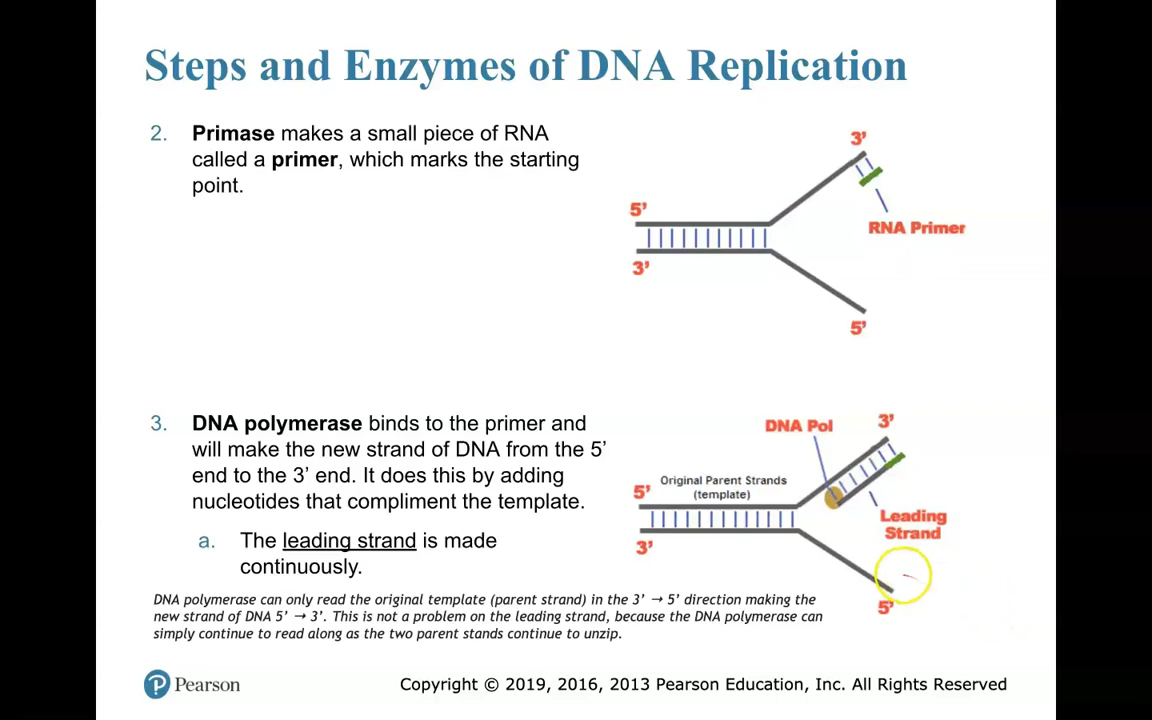 Steps and Enzymes of DNA Replication
2. Primase makes a small piece of RNA
called a primer, which marks the starting
point.
3’
5’
RNA Primer
3’
5’
3. DNA polymerase binds to the primer and
will make the new strand of DNA from the 5’
end to the 3’ end. It does this by adding
nucleotides that compliment the template.
a. The leading strand is made
continuously.
DNA Pol
3’
5’
Original Parent Strands
(template)
Leading
Strand
3’
5’
DNA polymerase can only read the original template (parent strand) in the 3’ → 5’ direction making the
new strand of DNA 5’ → 3’. This is not a problem on the leading strand, because the DNA polymerase can
simply continue to read along as the two parent stands continue to unzip.
P Pearson
Copyright © 2019, 2016, 2013 Pearson Education, Inc. All Rights Reserved